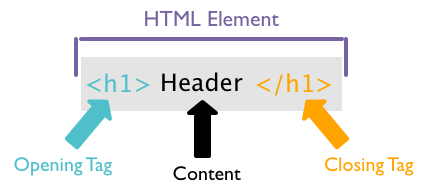 HTML Element
<h1> Header </h1>
Opening Tag
Content
Closing Tag